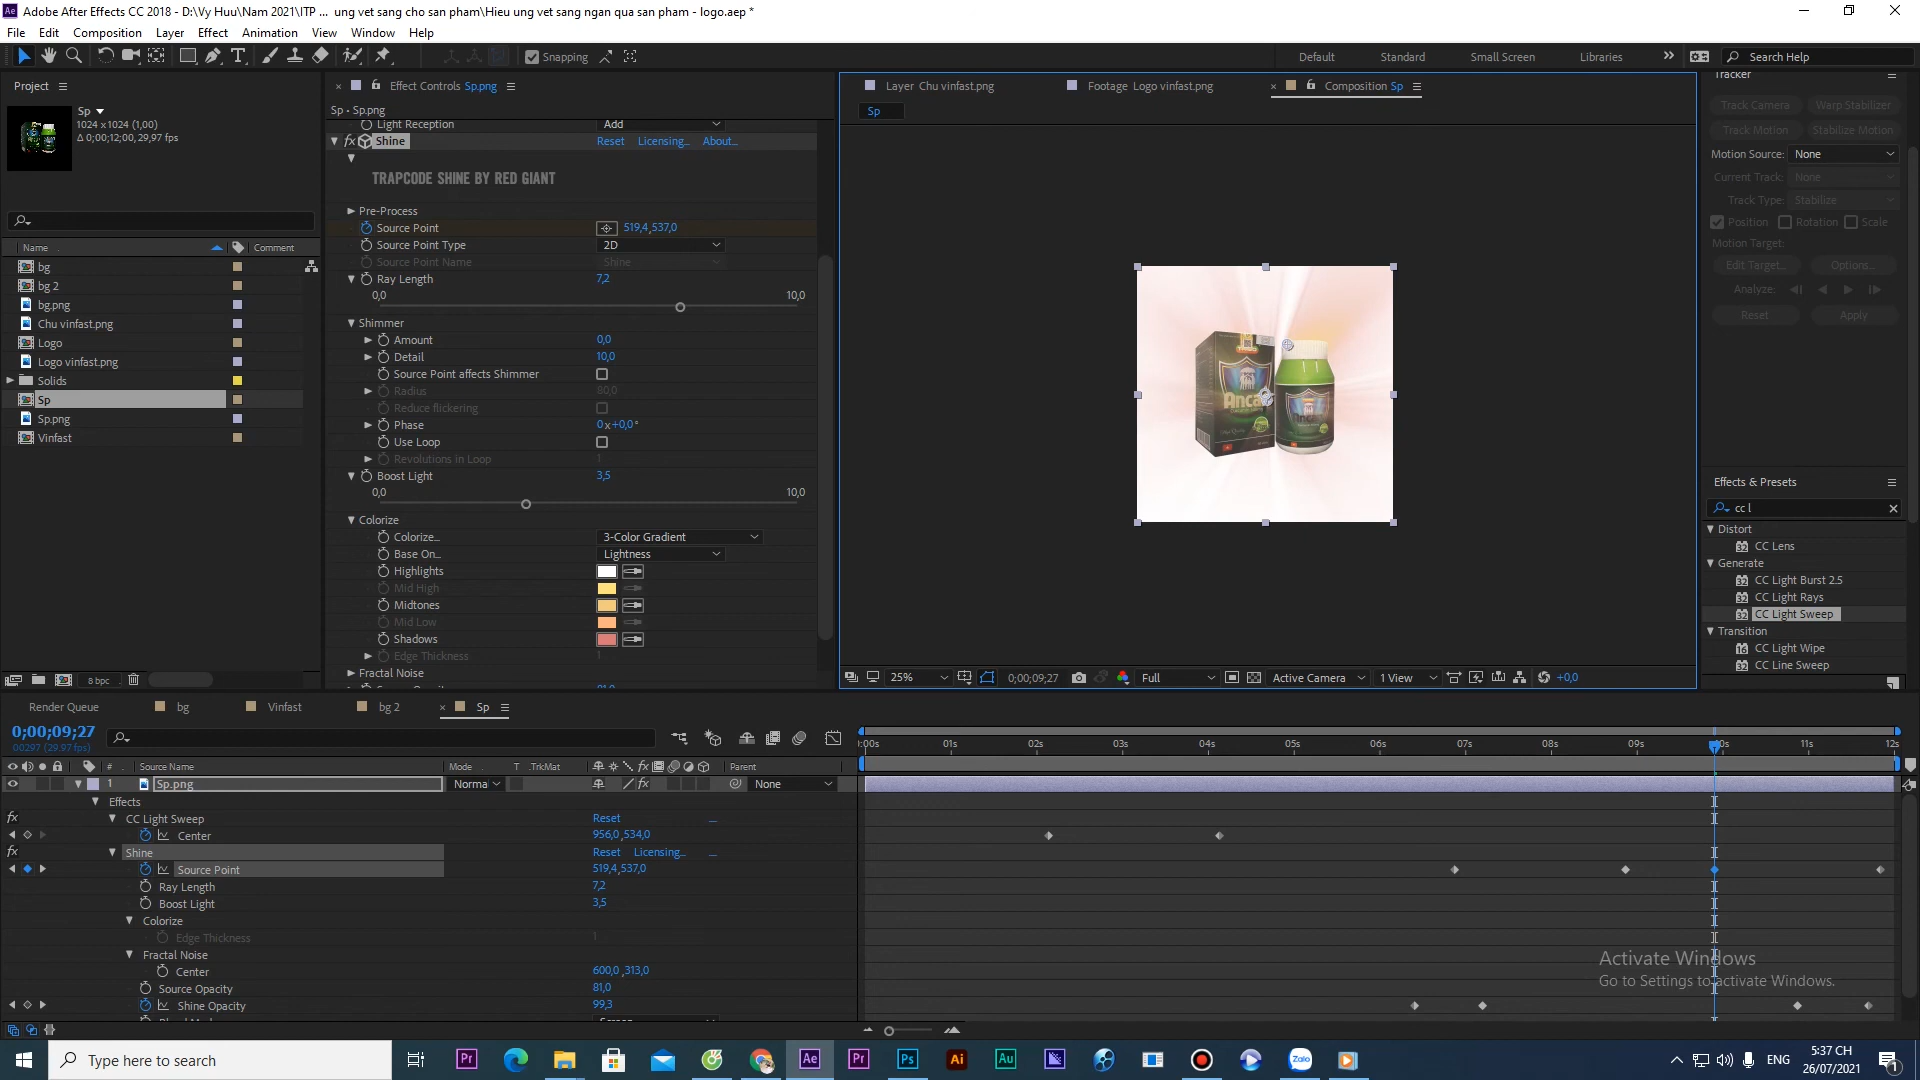 Adobe After Effects CC 2018 - D:\Vy Huu\Nam 2021\ITP ... ung vet sang cho san pham\Hieu ung vet sang ngan qua san pham - logo.aep *
File Edit Composition Layer Effect Animation View Window Help
Snapping Default Standard Small Screen Libraries Search Help
Project
Sp
1024 x 1024 (1,00)
Δ 0;00;12;00, 29,97 fps
Name Comment
bg
bg 2
bg.png
Chu vinfast.png
Logo
Logo vinfast.png
Solids
Sp
Sp.png
Vinfast
8 bpc
Effect Controls Sp.png
Sp • Sp.png
Light Reception Add
fx Shine Reset Licensing... About...
TRAPCODE SHINE BY RED GIANT
Pre-Process
Source Point 519,4,537,0
Source Point Type 2D
Source Point Name Shine
Ray Length 7,2
0,0 10,0
Shimmer
Amount 0,0
Detail 10,0
Source Point affects Shimmer
Radius 80,0
Reduce flickering
Phase 0x+0,0°
Use Loop
Revolutions in Loop 1
Boost Light 3,5
0,0 10,0
Colorize
Colorize... 3-Color Gradient
Base On... Lightness
Highlights
Mid High
Midtones
Mid Low
Shadows
Edge Thickness 1
Fractal Noise
Layer Chu vinfast.png Footage Logo vinfast.png Composition Sp
Sp
25% 0;00;09;27 Full Active Camera 1 View +0,0
Tracker
Track Camera Warp Stabilizer
Track Motion Stabilize Motion
Motion Source: None
Current Track: None
Track Type: Stabilize
Position Rotation Scale
Motion Target:
Edit Target... Options...
Analyze:
Reset Apply
Effects & Presets
cc l
Distort
CC Lens
Generate
CC Light Burst 2.5
CC Light Rays
CC Light Sweep
Transition
CC Light Wipe
CC Line Sweep
Render Queue bg Vinfast bg 2 Sp
0;00;09;27
00297 (29.97 fps)
:00s 01s 02s 03s 04s 05s 06s 07s 08s 09s 11s 12s
# Source Name Mode T .TrkMat Parent
1 Sp.png Norma None
Effects
fx CC Light Sweep Reset
Center 956,0,534,0
fx Shine Reset Licensing...
Source Point 519,4,537,0
Ray Length 7,2
Boost Light 3,5
Colorize
Edge Thickness 1
Fractal Noise
Center 600,0,313,0
Source Opacity 81,0
Shine Opacity 99,3
Activate Windows
Go to Settings to activate Windows.
Type here to search
ENG
5:37 CH
26/07/2021